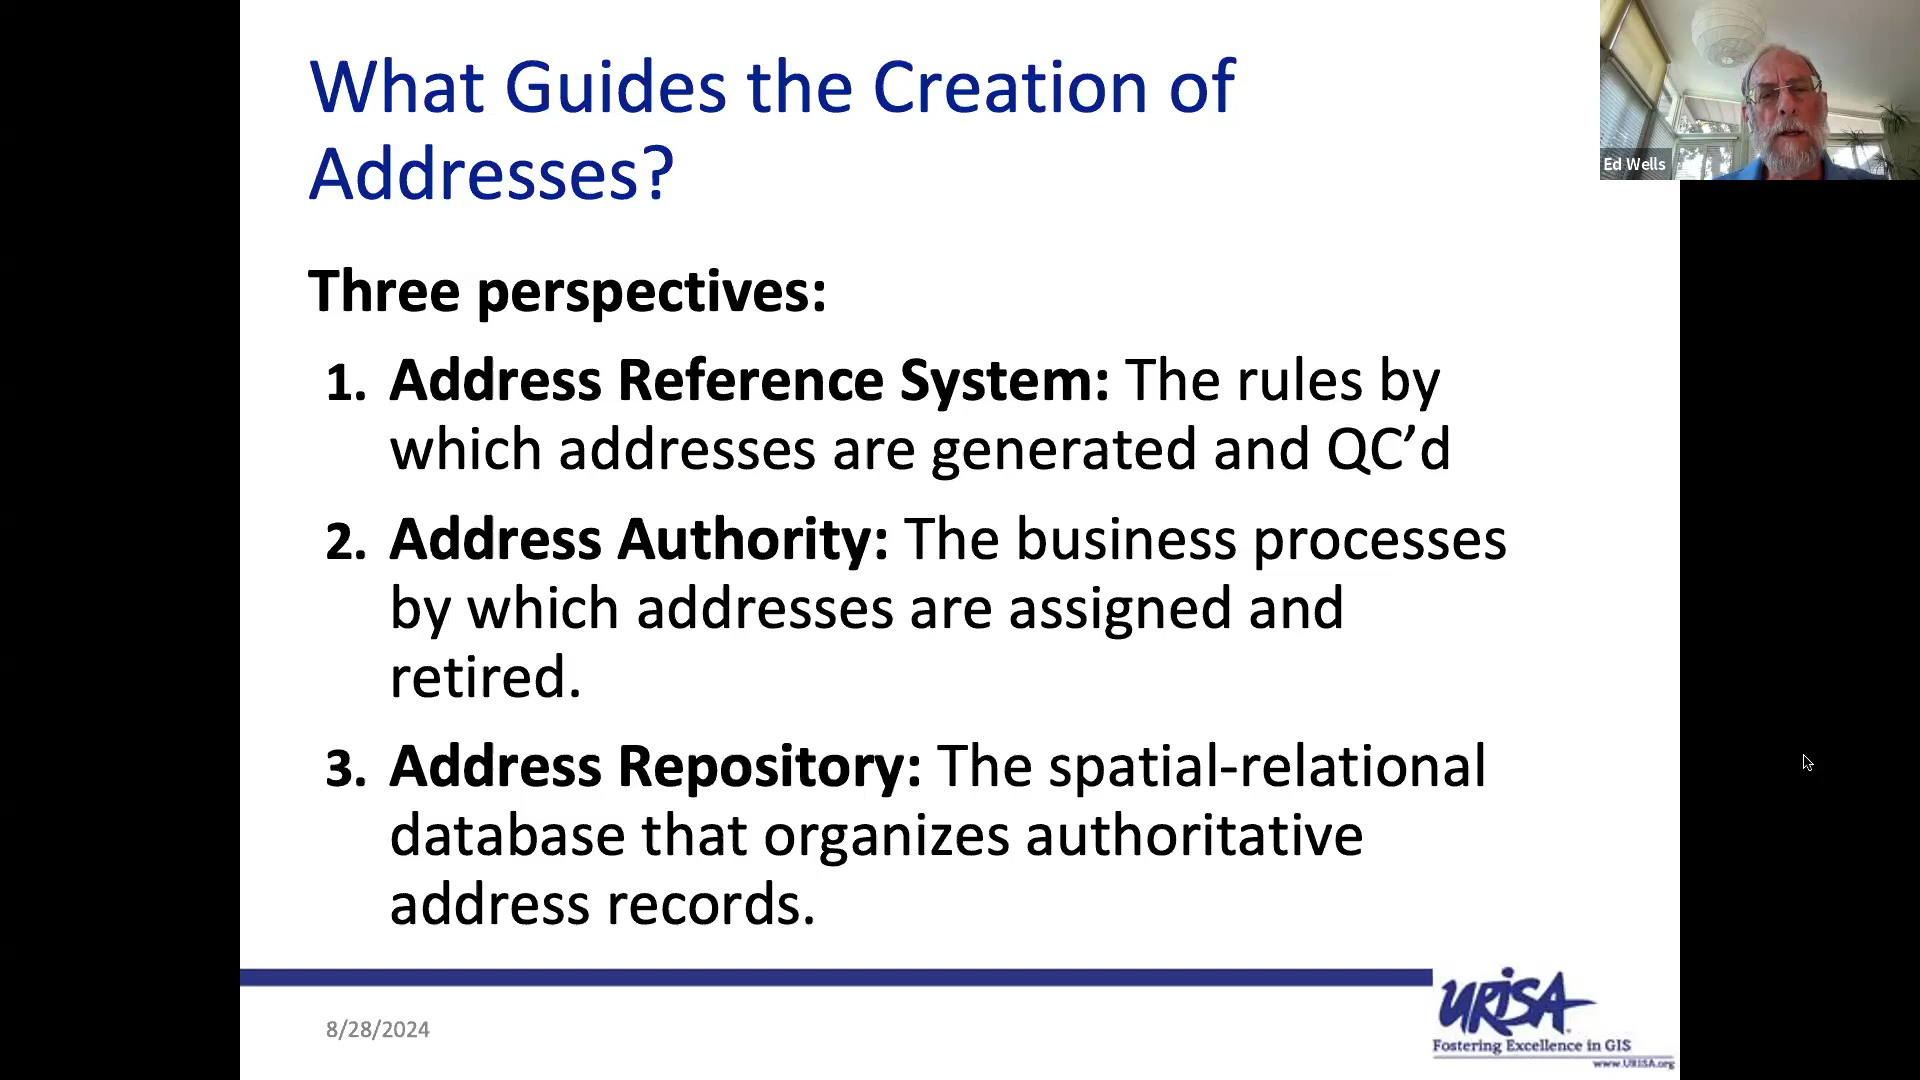 What Guides the Creation of
Addresses?
Ed Wells
Three perspectives:
1. Address Reference System: The rules by
which addresses are generated and QC’d
2. Address Authority: The business processes
by which addresses are assigned and
retired.
3. Address Repository: The spatial-relational
database that organizes authoritative
address records.
8/28/2024
URISA
Fostering Excellence in GIS
www.URISA.org